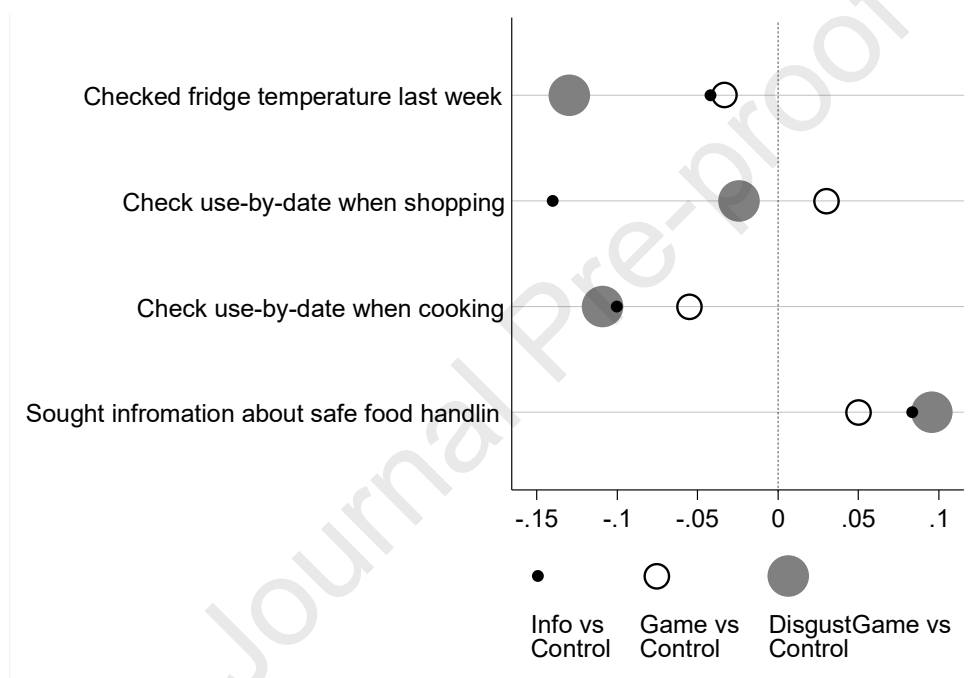 Checked fridge temperature last week
Check use-by-date when shopping
Check use-by-date when cooking
Sought infromation about safe food handlin
-.15 -.1 -.05 0 .05 .1
Info vs Control
Game vs Control
DisgustGame vs Control
Journal Pre-proof